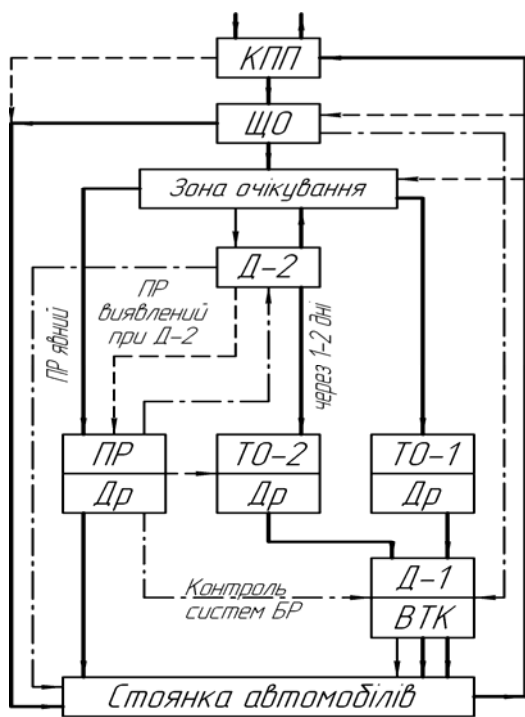 КПП
ЩО
Зона очікування
Д-2
ПР
виявлений
при Д-2
ПР явний
через 1-2 дні
ПР
Др
ТО-2
Др
ТО-1
Др
Д-1
ВТК
Контроль
систем БР
Стоянка автомобілів